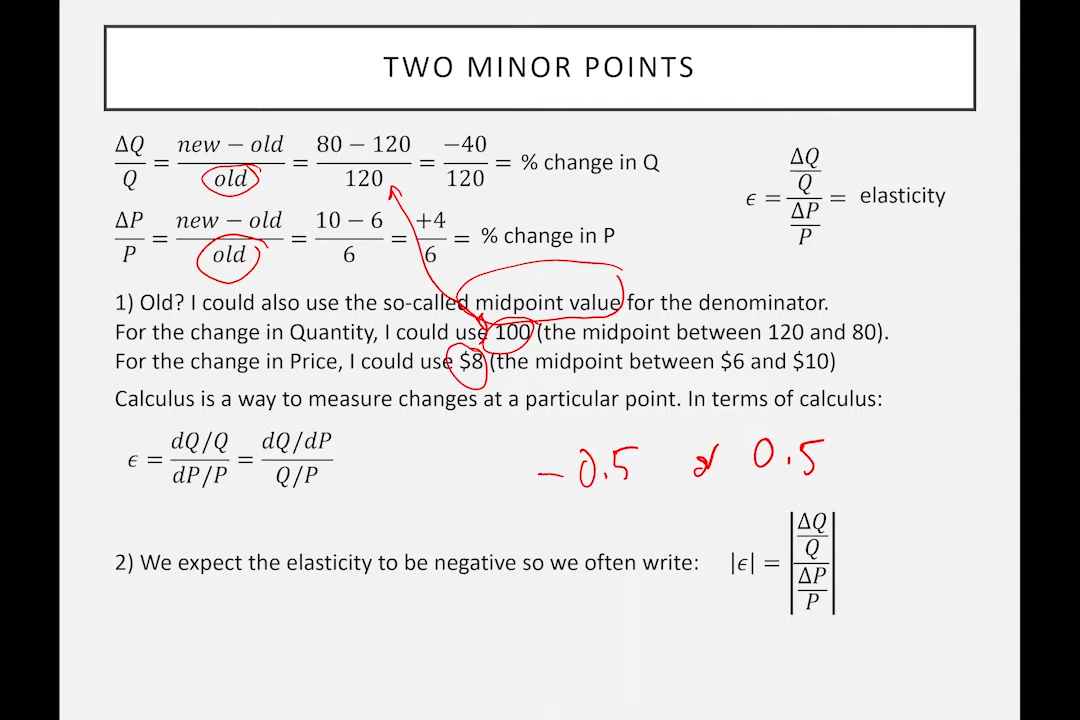 TWO MINOR POINTS
ΔQ/Q = (new − old)/old = (80 − 120)/120 = −40/120 = % change in Q
ΔP/P = (new − old)/old = (10 − 6)/6 = +4/6 = % change in P
ϵ = (ΔQ/Q)/(ΔP/P) = elasticity
1) Old? I could also use the so-called midpoint value for the denominator.
For the change in Quantity, I could use 100 (the midpoint between 120 and 80).
For the change in Price, I could use $8 (the midpoint between $6 and $10)
Calculus is a way to measure changes at a particular point. In terms of calculus:
ϵ = (dQ/Q)/(dP/P) = (dQ/dP)/(Q/P)
−0.5 or 0.5
2) We expect the elasticity to be negative so we often write: |ϵ| = |(ΔQ/Q)/(ΔP/P)|